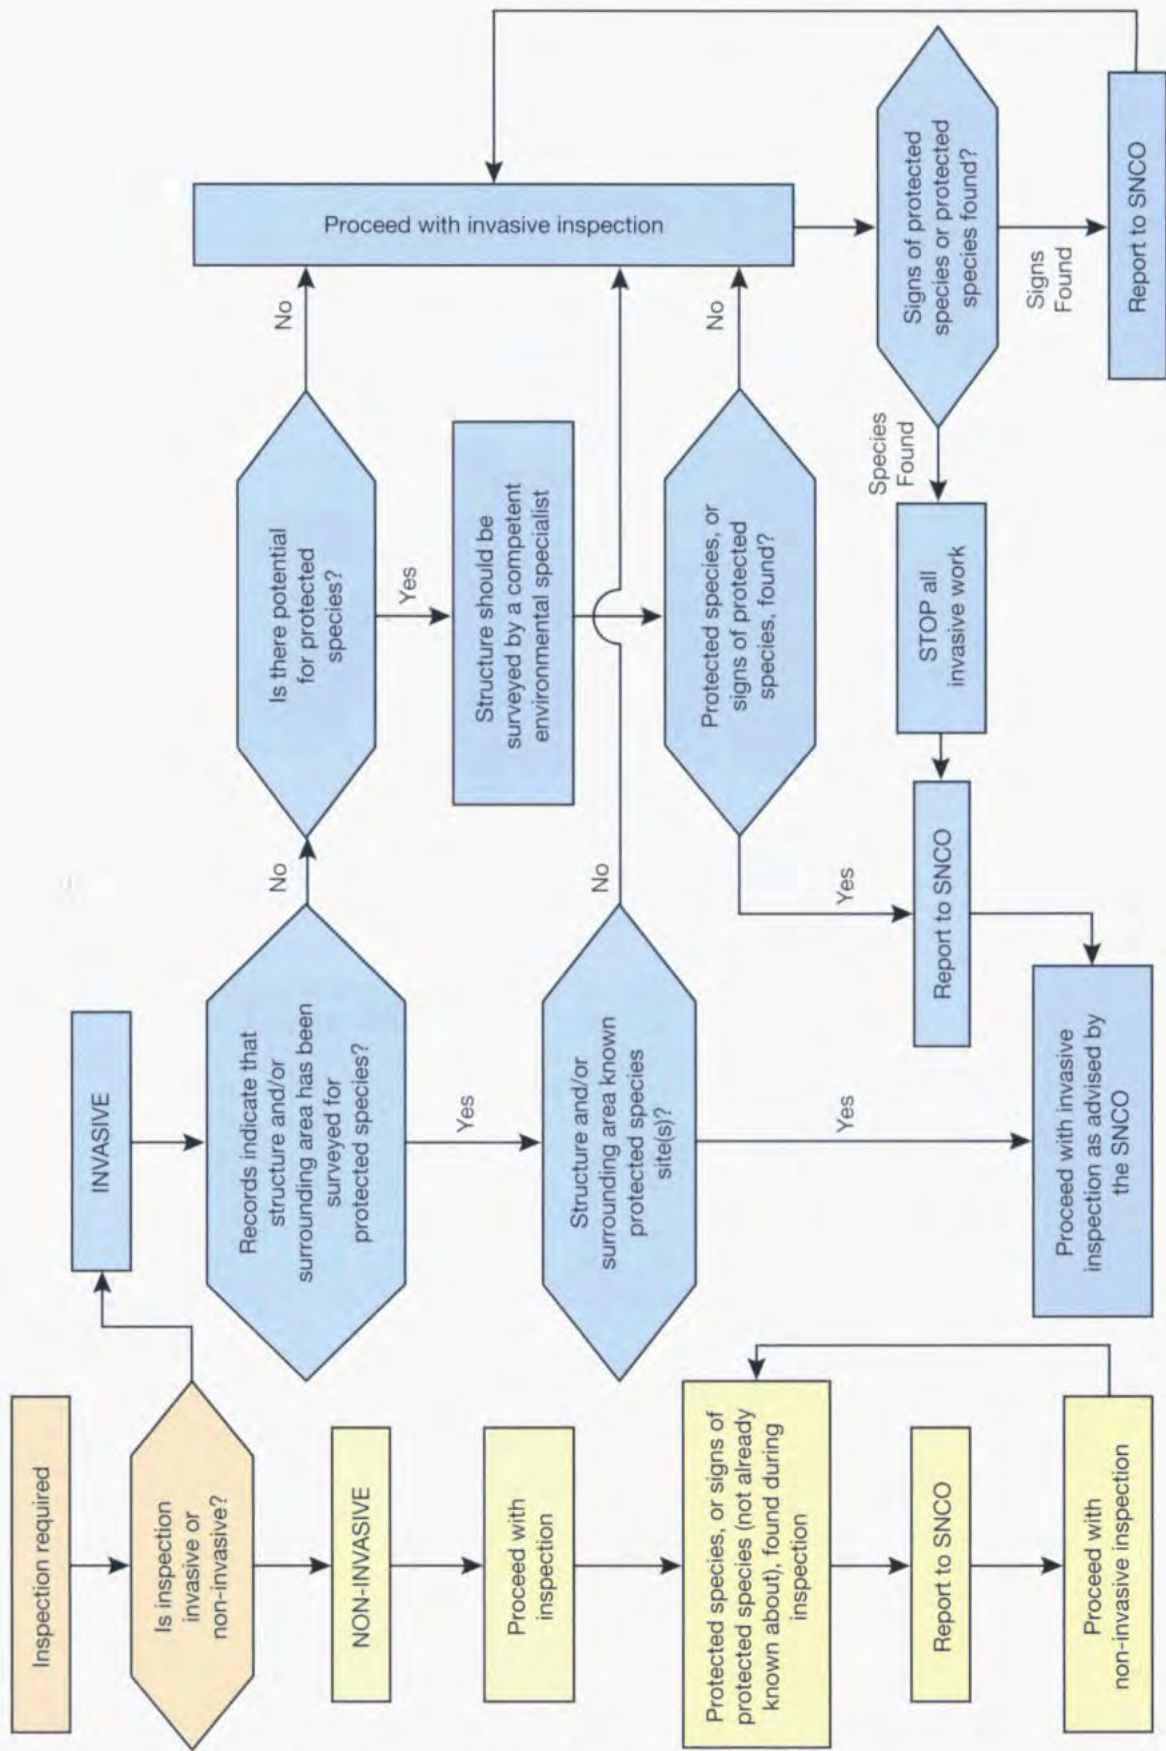 Inspection required
Is inspection
invasive or
non-invasive?
NON-INVASIVE
Proceed with
inspection
Protected species, or signs of
protected species (not already
known about), found during
inspection
Report to SNCO
Proceed with
non-invasive inspection
INVASIVE
Records indicate that
structure and/or
surrounding area has been
surveyed for
protected species?
Yes
No
Structure and/or
surrounding area known
protected species
site(s)?
Yes
No
Proceed with invasive
inspection as advised by
the SNCO
Is there potential
for protected
species?
No
Yes
Structure should be
surveyed by a competent
environmental specialist
Protected species, or
signs of protected
species, found?
No
Yes
Report to SNCO
STOP all
invasive work
Species
Found
Proceed with invasive inspection
Signs of protected
species or protected
species found?
Signs
Found
Report to SNCO